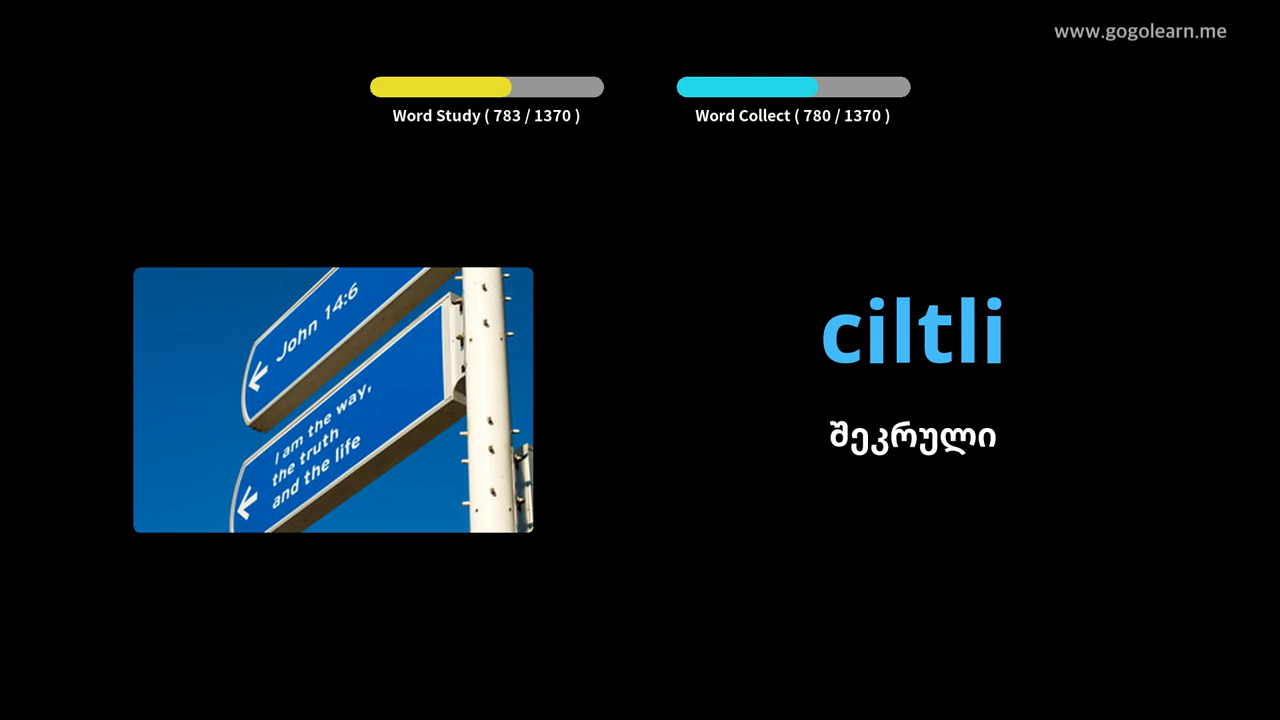 www.gogolearn.me
Word Study ( 783 / 1370 )
Word Collect ( 780 / 1370 )
← John 14:6
← I am the way,
the truth
and the life
ciltli
შეკრული